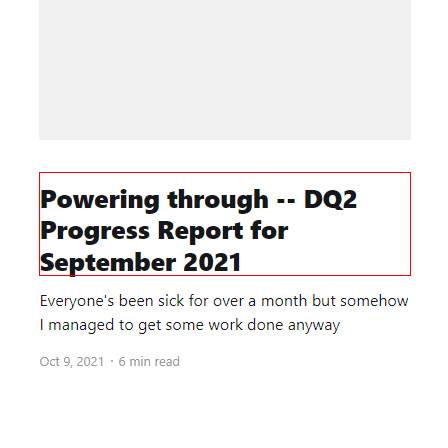 Powering through -- DQ2
Progress Report for
September 2021
Everyone's been sick for over a month but somehow
I managed to get some work done anyway
Oct 9, 2021 · 6 min read